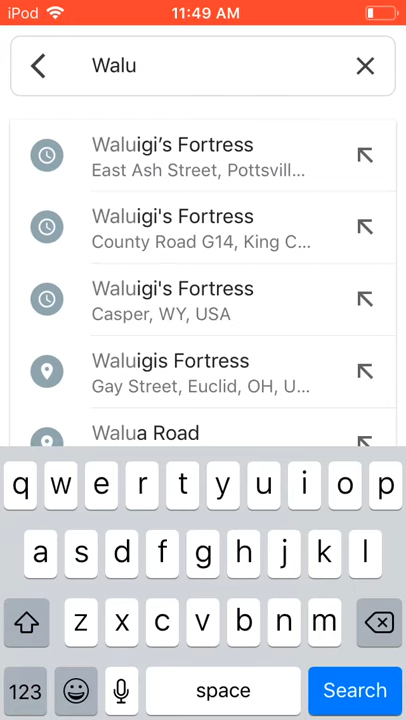 iPod 11:49 AM
Walu
Waluigi’s Fortress
East Ash Street, Pottsvill...
Waluigi's Fortress
County Road G14, King C...
Waluigi's Fortress
Casper, WY, USA
Waluigis Fortress
Gay Street, Euclid, OH, U...
Walua Road
q w e r t y u i o p
a s d f g h j k l
z x c v b n m
123 space Search